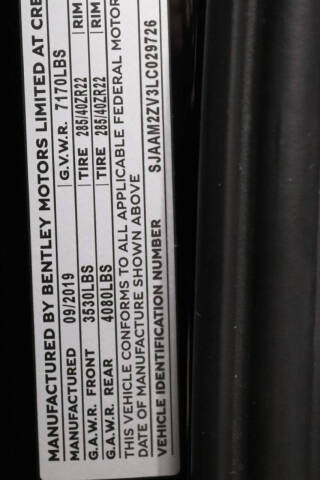 MANUFACTURED BY BENTLEY MOTORS LIMITED AT CRE
MANUFACTURED 09/2019 G.V.W.R. 7170LBS
G.A.W.R. FRONT 3530LBS TIRE 285/40ZR22 RIM
G.A.W.R. REAR 4080LBS TIRE 285/40ZR22 RIM
THIS VEHICLE CONFORMS TO ALL APPLICABLE FEDERAL MOTOR
DATE OF MANUFACTURE SHOWN ABOVE
VEHICLE IDENTIFICATION NUMBER SJAAM2ZV3LC029726